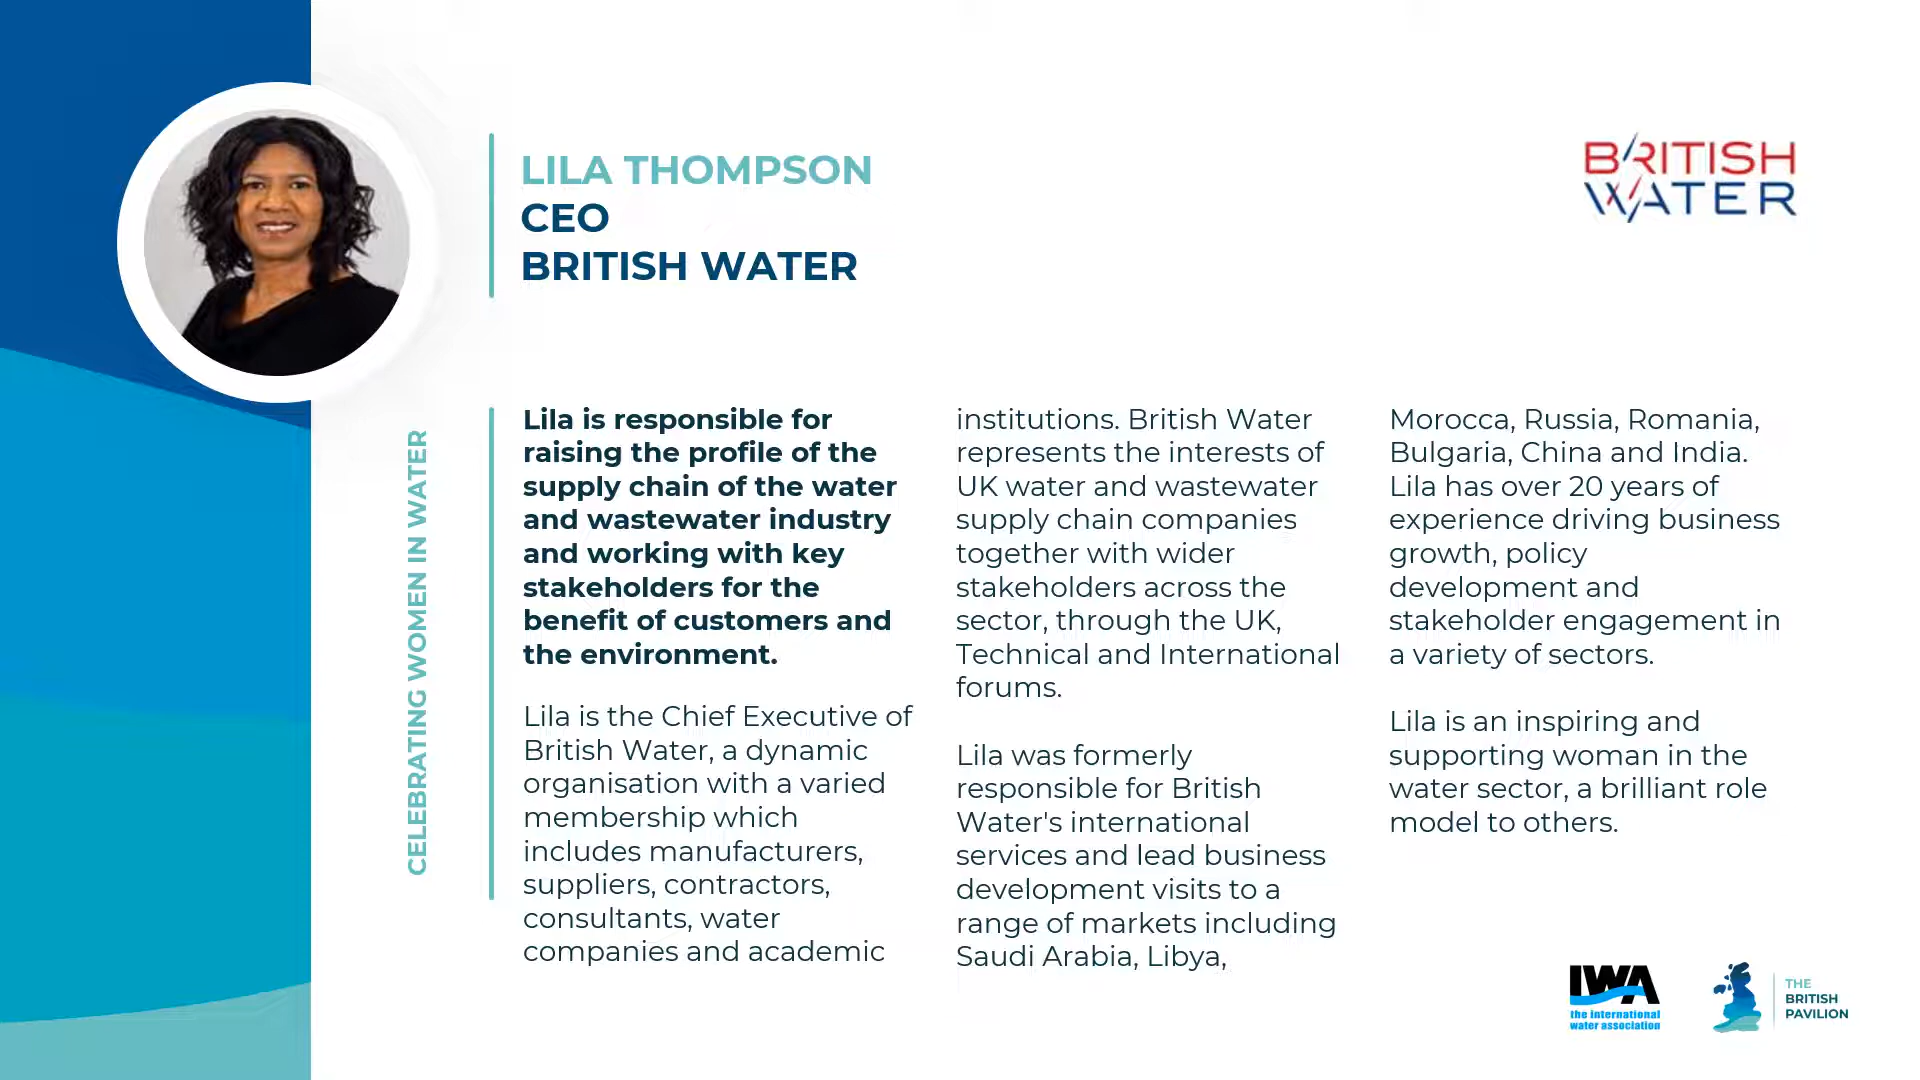 LILA THOMPSON
CEO
BRITISH WATER
BRITISH
WATER
CELEBRATING WOMEN IN WATER
Lila is responsible for
raising the profile of the
supply chain of the water
and wastewater industry
and working with key
stakeholders for the
benefit of customers and
the environment.
Lila is the Chief Executive of
British Water, a dynamic
organisation with a varied
membership which
includes manufacturers,
suppliers, contractors,
consultants, water
companies and academic
institutions. British Water
represents the interests of
UK water and wastewater
supply chain companies
together with wider
stakeholders across the
sector, through the UK,
Technical and International
forums.
Lila was formerly
responsible for British
Water's international
services and lead business
development visits to a
range of markets including
Saudi Arabia, Libya,
Morocca, Russia, Romania,
Bulgaria, China and India.
Lila has over 20 years of
experience driving business
growth, policy
development and
stakeholder engagement in
a variety of sectors.
Lila is an inspiring and
supporting woman in the
water sector, a brilliant role
model to others.
IWA
the international
water association
THE
BRITISH
PAVILION